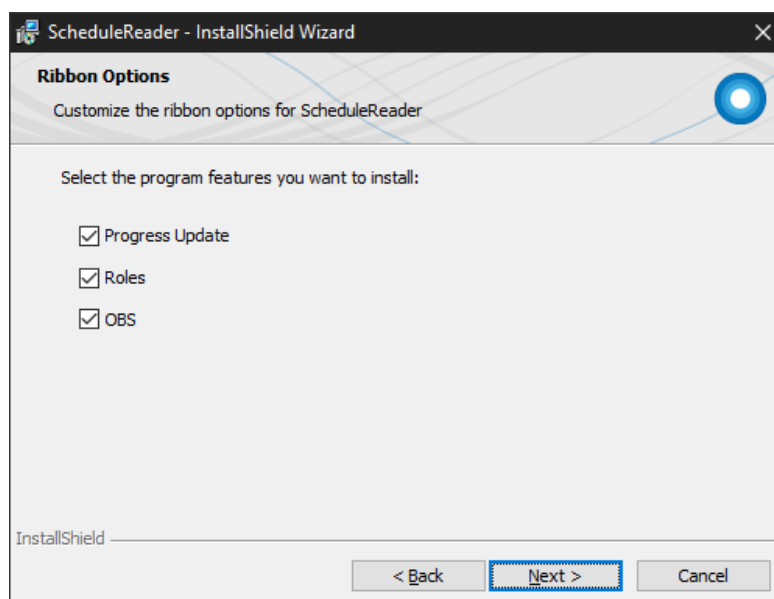 ScheduleReader - InstallShield Wizard
Ribbon Options
Customize the ribbon options for ScheduleReader
Select the program features you want to install:
Progress Update
Roles
OBS
InstallShield
< Back
Next >
Cancel